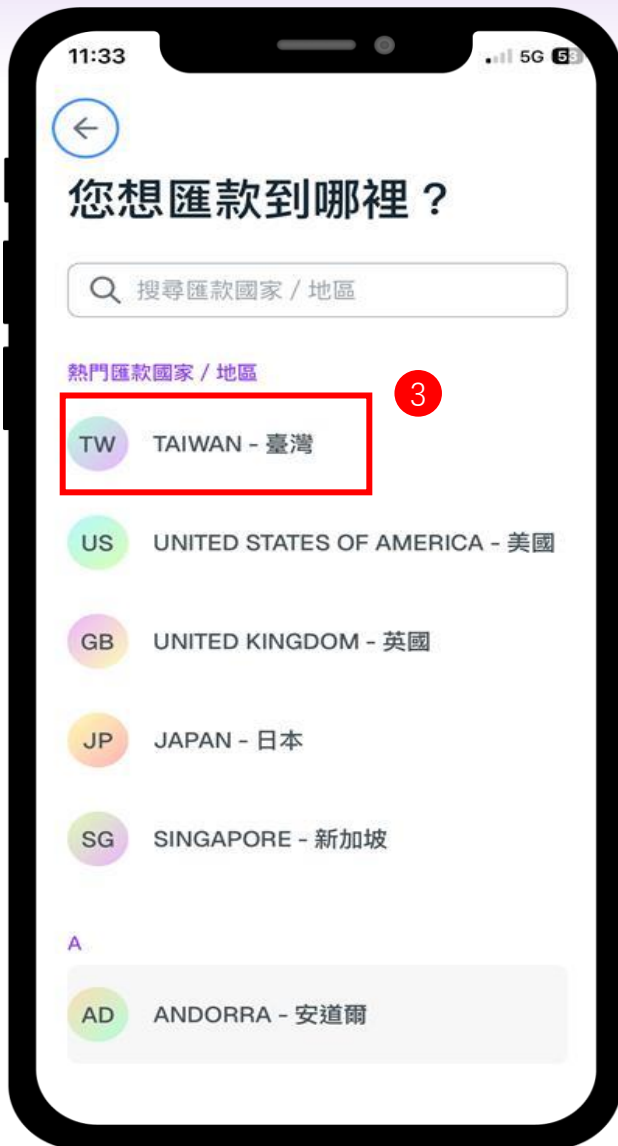 11:33
5G 53
您想匯款到哪裡？
搜尋匯款國家 / 地區
熱門匯款國家 / 地區
3
TW TAIWAN - 臺灣
US UNITED STATES OF AMERICA - 美國
GB UNITED KINGDOM - 英國
JP JAPAN - 日本
SG SINGAPORE - 新加坡
A
AD ANDORRA - 安道爾